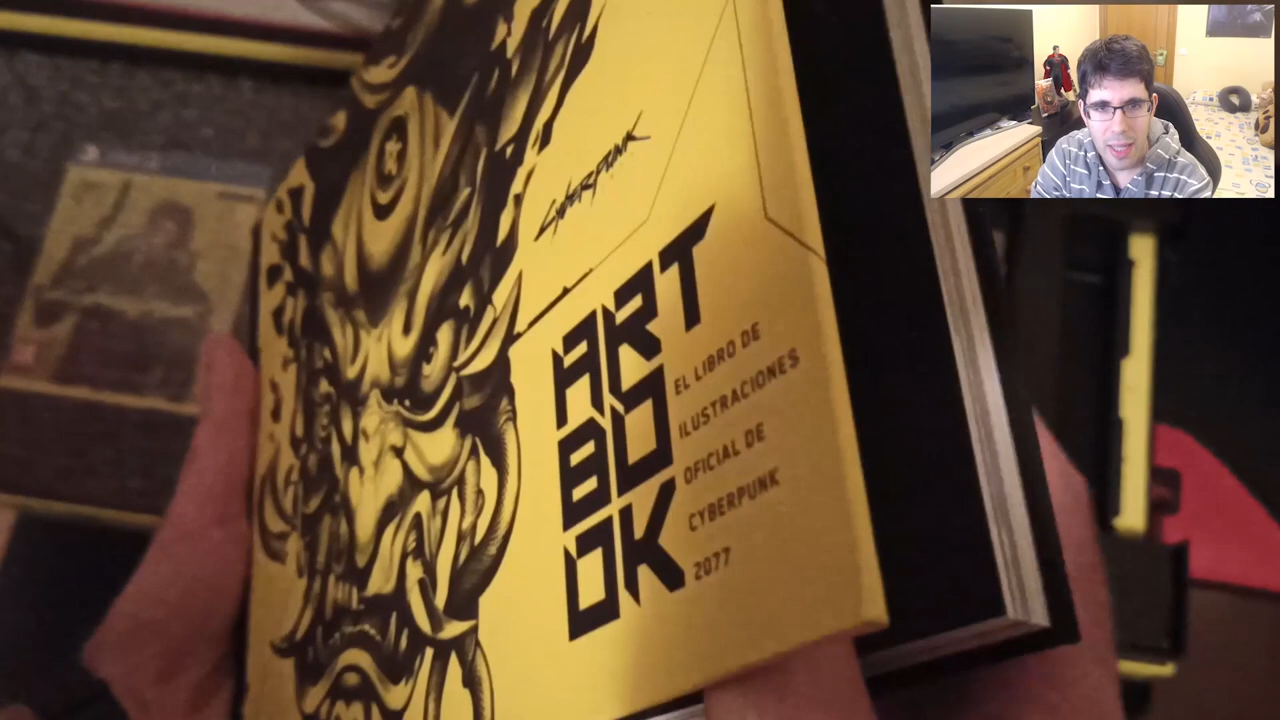 CYBERPUNK
ART
BO
OK
EL LIBRO DE
ILUSTRACIONES
OFICIAL DE
CYBERPUNK
2077